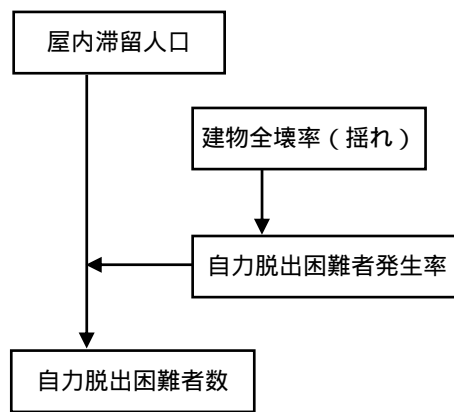 屋内滞留人口
建物全壊率（揺れ）
自力脱出困難者発生率
自力脱出困難者数